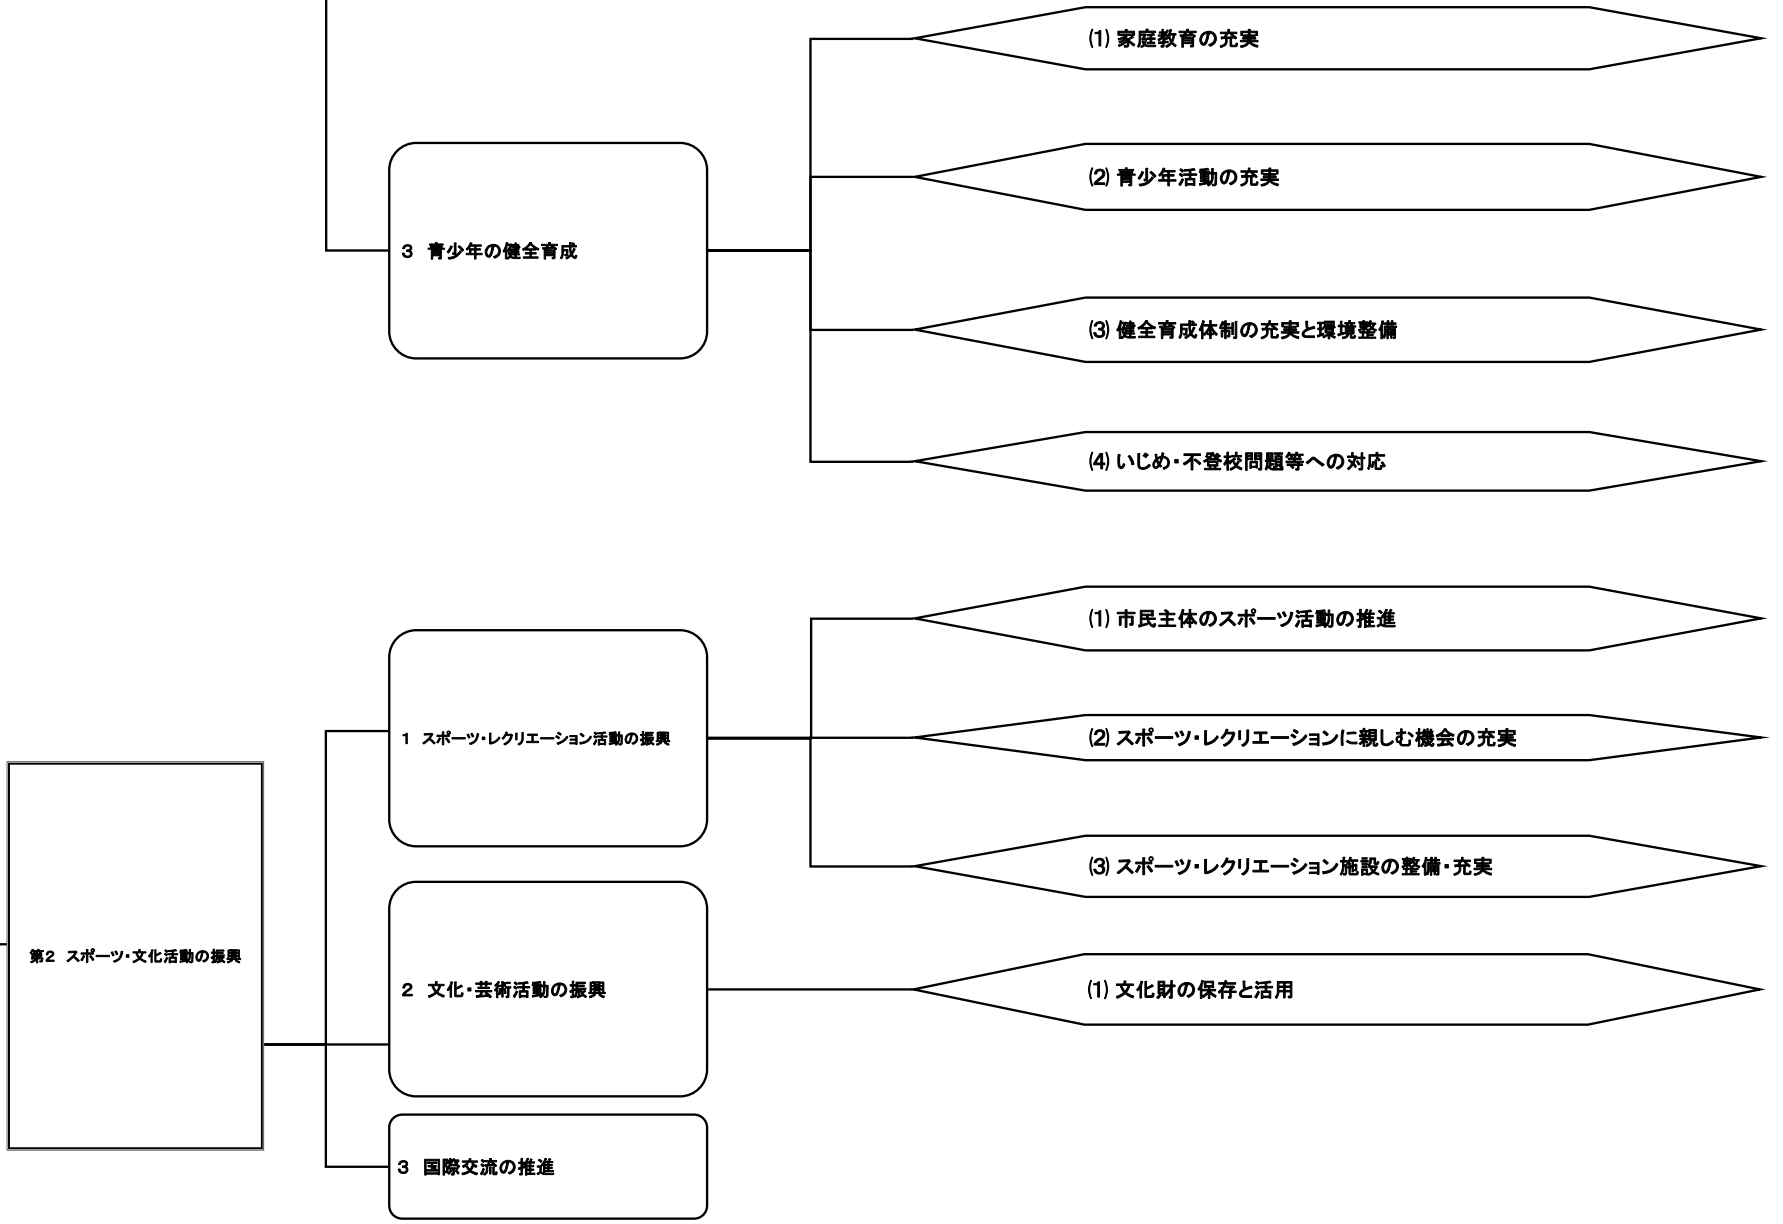 ⑴ 家庭教育の充実
⑵ 青少年活動の充実
3　青少年の健全育成
⑶ 健全育成体制の充実と環境整備
⑷ いじめ・不登校問題等への対応
⑴ 市民主体のスポーツ活動の推進
1　スポーツ・レクリエーション活動の振興
⑵ スポーツ・レクリエーションに親しむ機会の充実
⑶ スポーツ・レクリエーション施設の整備・充実
第2　スポーツ・文化活動の振興
2　文化・芸術活動の振興
⑴ 文化財の保存と活用
3　国際交流の推進